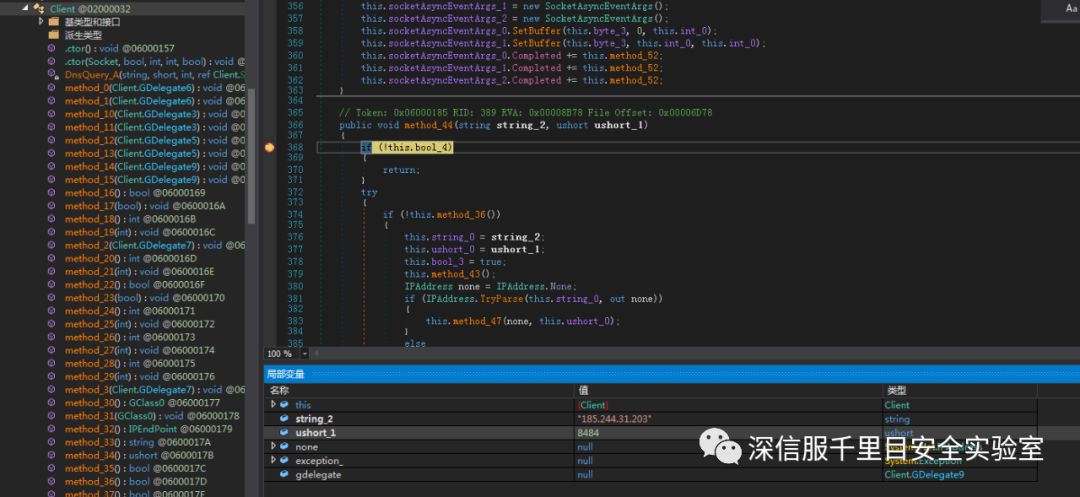 Client @02000032
基类型和接口
派生类型
.ctor() : void @06000157
.ctor(Socket, bool, int, int, bool) : void @0
DnsQuery_A(string, short, int, ref Client.S
method_0(Client.GDelegate6) : void @0
method_1(Client.GDelegate6) : void @0
method_10(Client.GDelegate3) : void @0
method_11(Client.GDelegate3) : void @0
method_12(Client.GDelegate5) : void @0
method_13(Client.GDelegate5) : void @0
method_14(Client.GDelegate9) : void @0
method_15(Client.GDelegate9) : void @0
method_16() : bool @06000169
method_17(bool) : void @0600016A
method_18() : int @0600016B
method_19(int) : void @0600016C
method_2(Client.GDelegate7) : void @06
method_20() : int @0600016D
method_21(int) : void @0600016E
method_22() : bool @0600016F
method_23(bool) : void @06000170
method_24() : int @06000171
method_25(int) : void @06000172
method_26() : int @06000173
method_27(int) : void @06000174
method_28() : int @06000175
method_29(int) : void @06000176
method_3(Client.GDelegate7) : void @06
method_30() : GClass0 @06000177
method_31(GClass0) : void @06000178
method_32() : IPEndPoint @06000179
method_33() : string @0600017A
method_34() : ushort @0600017B
method_35() : bool @0600017C
method_36() : bool @0600017D
method_37() : bool @0600017E
356 this.socketAsyncEventArgs_1 = new SocketAsyncEventArgs();
357 this.socketAsyncEventArgs_2 = new SocketAsyncEventArgs();
358 this.socketAsyncEventArgs_0.SetBuffer(this.byte_3, 0, this.int_0);
359 this.socketAsyncEventArgs_1.SetBuffer(this.byte_3, this.int_0, this.int_0);
360 this.socketAsyncEventArgs_0.Completed += this.method_52;
361 this.socketAsyncEventArgs_1.Completed += this.method_52;
362 this.socketAsyncEventArgs_2.Completed += this.method_52;
363 }
364
365 // Token: 0x06000185 RID: 389 RVA: 0x00008B78 File Offset: 0x00006D78
366 public void method_44(string string_2, ushort ushort_1)
367 {
368 if (!this.bool_4)
369 {
370 return;
371 }
372 try
373 {
374 if (!this.method_36())
375 {
376 this.string_0 = string_2;
377 this.ushort_0 = ushort_1;
378 this.bool_3 = true;
379 this.method_43();
380 IPAddress none = IPAddress.None;
381 if (IPAddress.TryParse(this.string_0, out none))
382 {
383 this.method_47(none, this.ushort_0);
384 }
385 else
Aa
100 %
局部变量
名称 值 类型
this {Client} Client
string_2 "185.244.31.203" string
ushort_1 8484 ushort
none null
exception_ null System.Exception
gdelegate null Client.GDelegate9
深信服千里目安全实验室